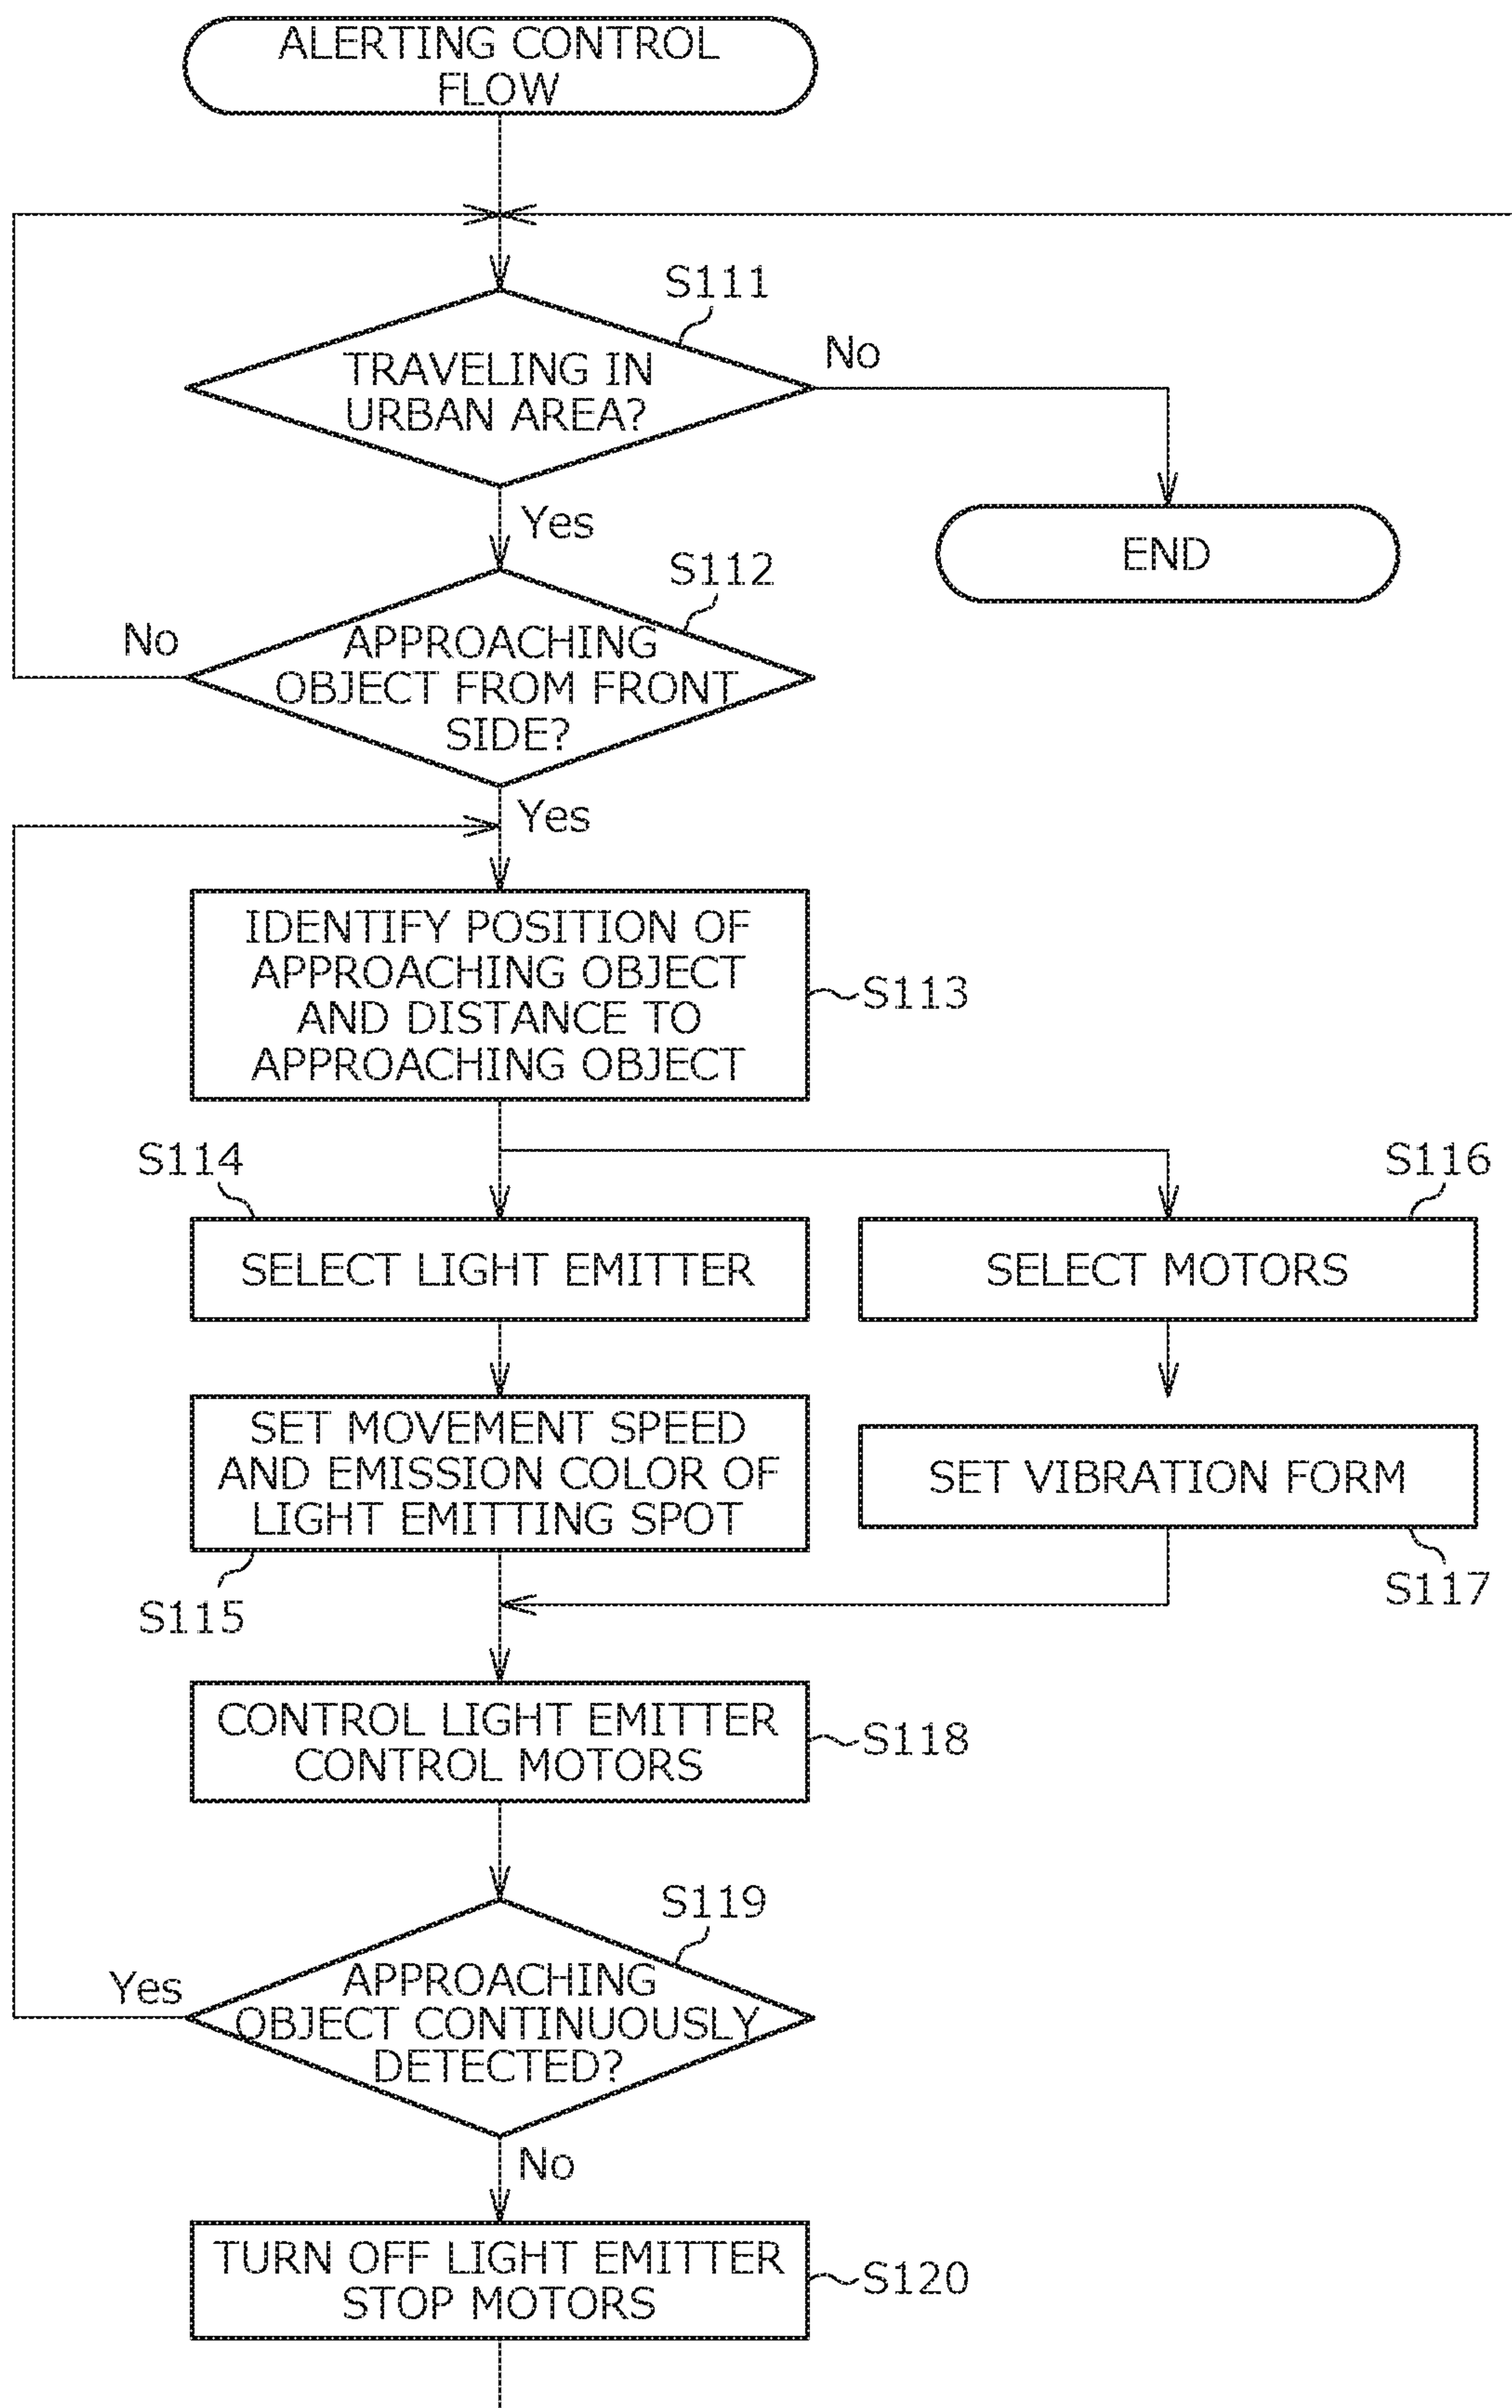 ALERTING CONTROL
FLOW
S111
TRAVELING IN
URBAN AREA?
No
Yes
END
S112
No
APPROACHING
OBJECT FROM FRONT
SIDE?
Yes
IDENTIFY POSITION OF
APPROACHING OBJECT
AND DISTANCE TO
APPROACHING OBJECT
S113
S114
S116
SELECT LIGHT EMITTER
SELECT MOTORS
SET MOVEMENT SPEED
AND EMISSION COLOR OF
LIGHT EMITTING SPOT
SET VIBRATION FORM
S115
S117
CONTROL LIGHT EMITTER
CONTROL MOTORS
S118
S119
Yes
APPROACHING
OBJECT CONTINUOUSLY
DETECTED?
No
TURN OFF LIGHT EMITTER
STOP MOTORS
S120